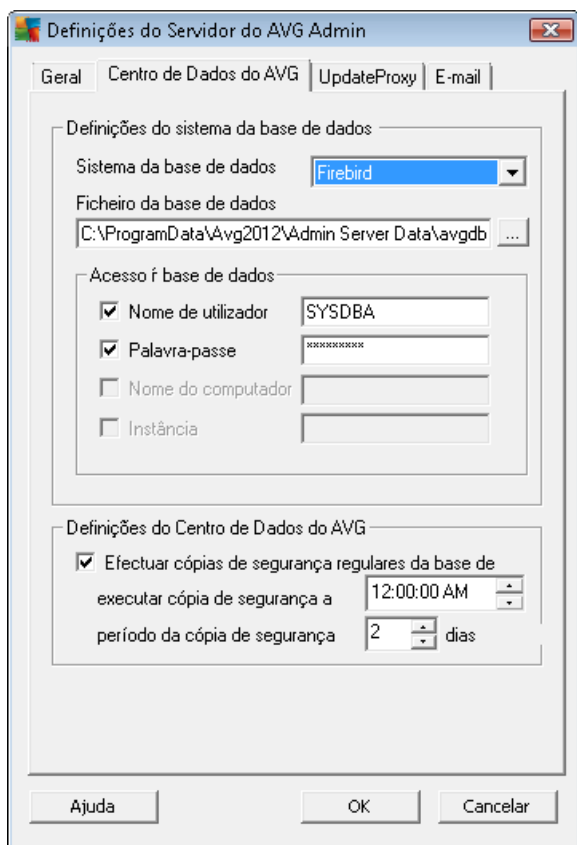 Definições do Servidor do AVG Admin
Geral
Centro de Dados do AVG
UpdateProxy
E-mail
Definições do sistema da base de dados
Sistema da base de dados
Firebird
Ficheiro da base de dados
C:\ProgramData\Avg2012\Admin Server Data\avgdb
...
Acesso ŕ base de dados
Nome de utilizador
SYSDBA
Palavra-passe
×××××××××
Nome do computador
Instância
Definições do Centro de Dados do AVG
Efectuar cópias de segurança regulares da base de
executar cópia de segurança a
12:00:00 AM
período da cópia de segurança
2
dias
Ajuda
OK
Cancelar